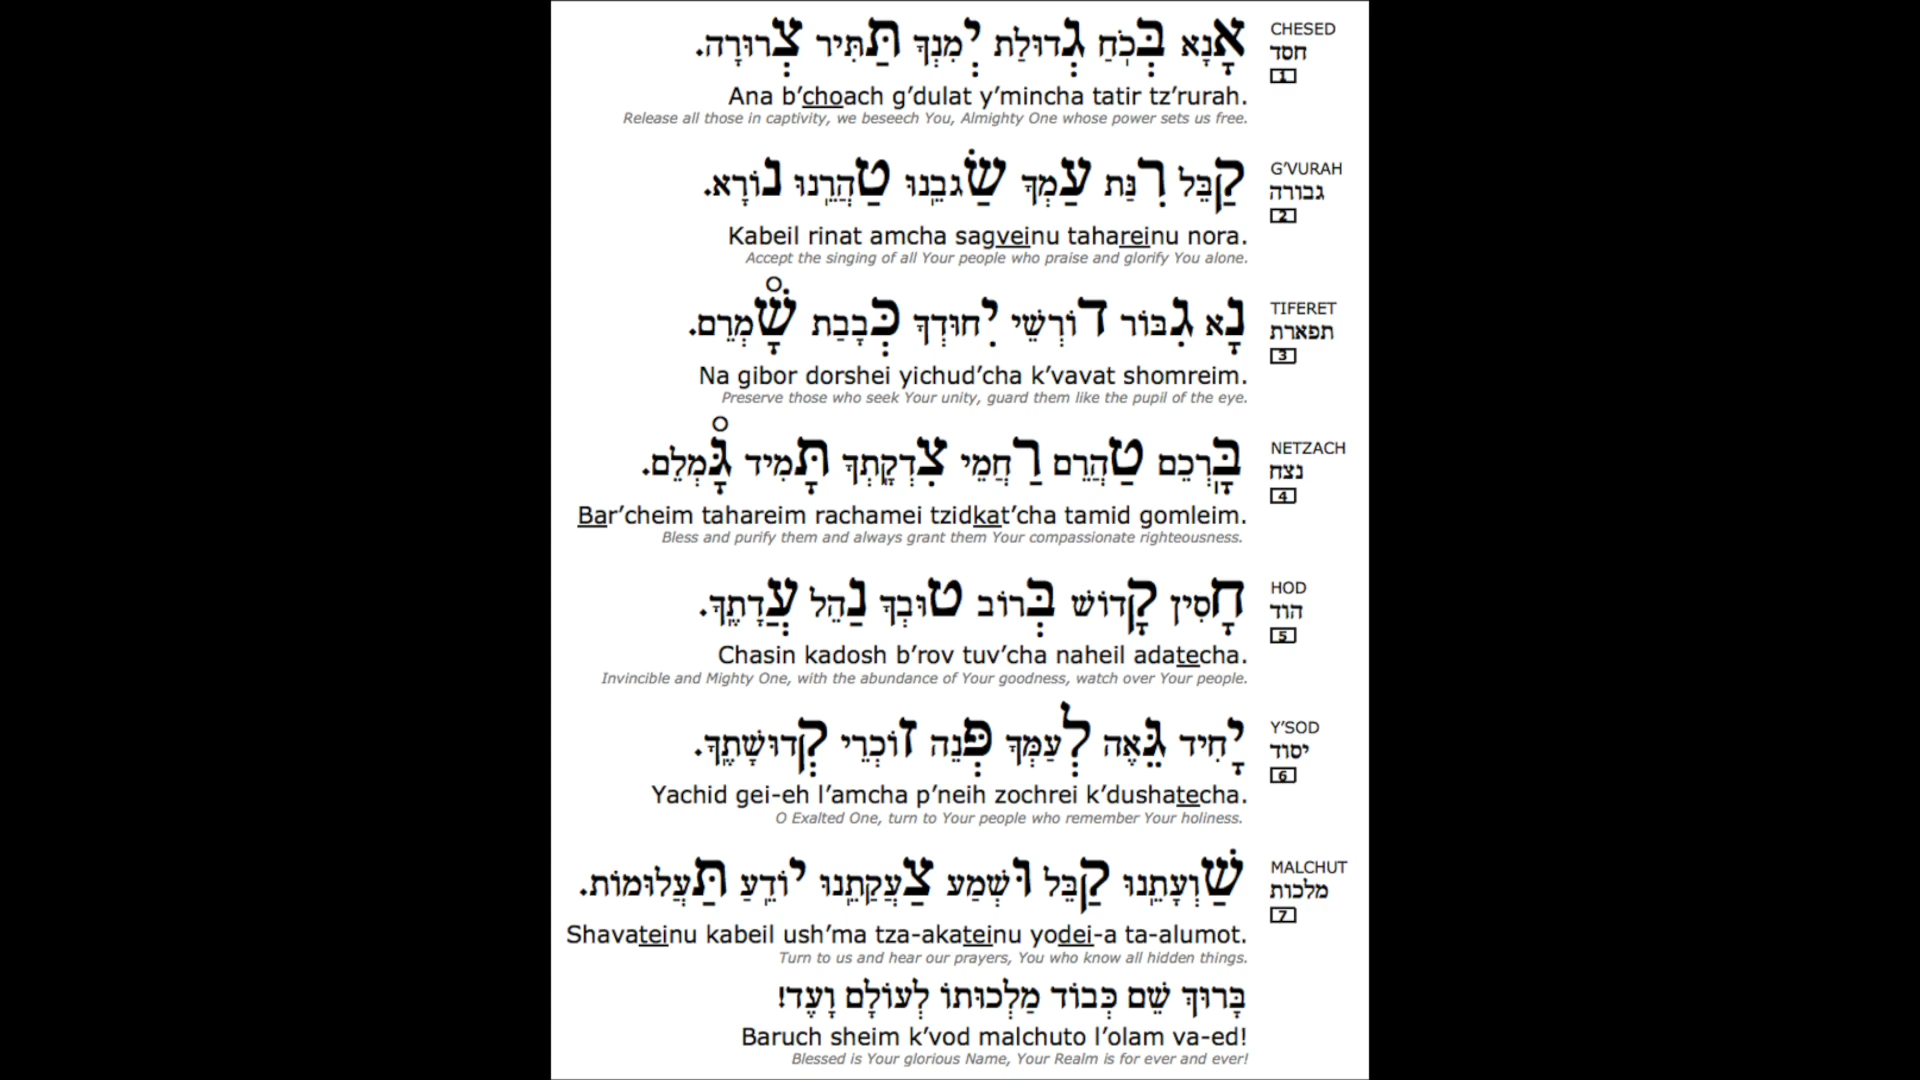 אָנָּא בְּכֹֽחַ גְּדוּלַת יְמִנְךָ תַּתִּיר צְרוּרָה.
CHESED
חסד
1
Ana b’choach g’dulat y’mincha tatir tz’rurah.
Release all those in captivity, we beseech You, Almighty One whose power sets us free.
קַבֵּל רִנַּת עַמְךָ שַׂגְבֵֽנוּ טַהֲרֵֽנוּ נוֹרָא.
G’VURAH
גבורה
2
Kabeil rinat amcha sagveinu tahareinu nora.
Accept the singing of all Your people who praise and glorify You alone.
נָא גִבּוֹר דוֹרְשֵׁי יִחוּדְךָ כְּבָבַת שָׁמְרֵם.
TIFERET
תפארת
3
Na gibor dorshei yichud’cha k’vavat shomreim.
Preserve those who seek Your unity, guard them like the pupil of the eye.
בָּֽרְכֵם טַהֲרֵם רַחֲמֵי צִדְקָֽתְךָ תָּמִיד גָּמְלֵם.
NETZACH
נצח
4
Bar’cheim tahareim rachamei tzidkat’cha tamid gomleim.
Bless and purify them and always grant them Your compassionate righteousness.
חָסִין קָדוֹשׁ בְּרוֹב טוּבְךָ נַהֵל עֲדָתֶֽךָ.
HOD
הוד
5
Chasin kadosh b’rov tuv’cha naheil adatecha.
Invincible and Mighty One, with the abundance of Your goodness, watch over Your people.
יָחִיד גֵּאֶה לְעַמְּךָ פְּנֵה זוֹכְרֵי קְדוּשָׁתֶֽךָ.
Y’SOD
יסוד
6
Yachid gei-eh l’amcha p’neih zochrei k’dushatecha.
O Exalted One, turn to Your people who remember Your holiness.
שַׁוְעָתֵֽנוּ קַבֵּל וּשְׁמַע צַעֲקָתֵֽנוּ יוֹדֵֽעַ תַּעֲלוּמוֹת.
MALCHUT
מלכות
7
Shavateinu kabeil ush’ma tza-akateinu yodei-a ta-alumot.
Turn to us and hear our prayers, You who know all hidden things.
בָּרוּךְ שֵׁם כְּבוֹד מַלְכוּתוֹ לְעוֹלָם וָעֶד!
Baruch sheim k’vod malchuto l’olam va-ed!
Blessed is Your glorious Name, Your Realm is for ever and ever!